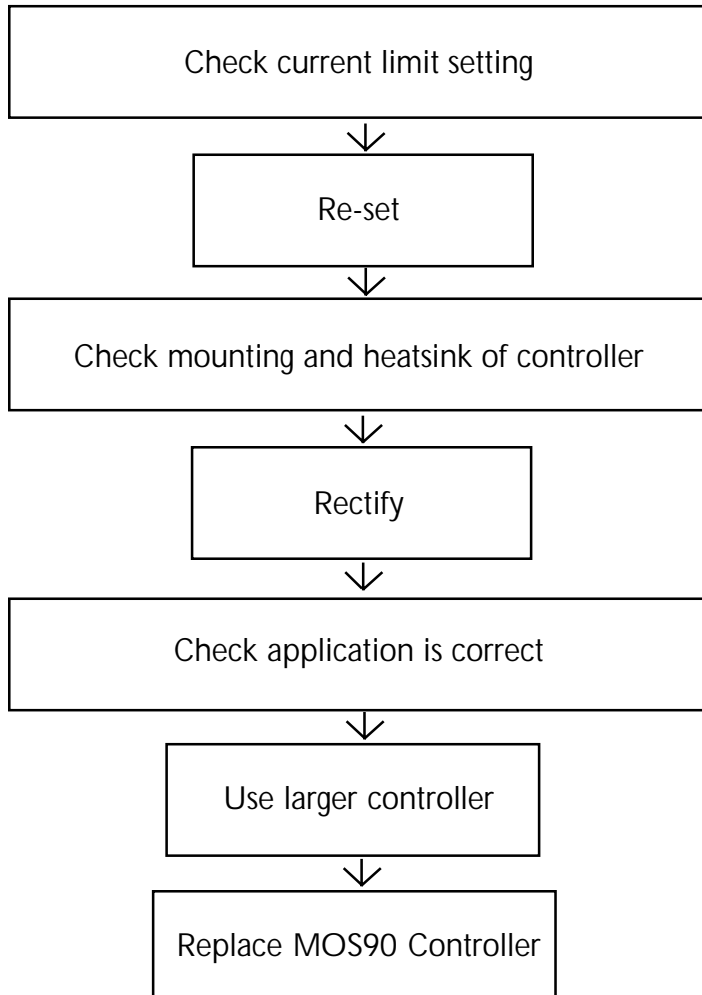 Check current limit setting
Re-set
Check mounting and heatsink of controller
Rectify
Check application is correct
Use larger controller
Replace MOS90 Controller